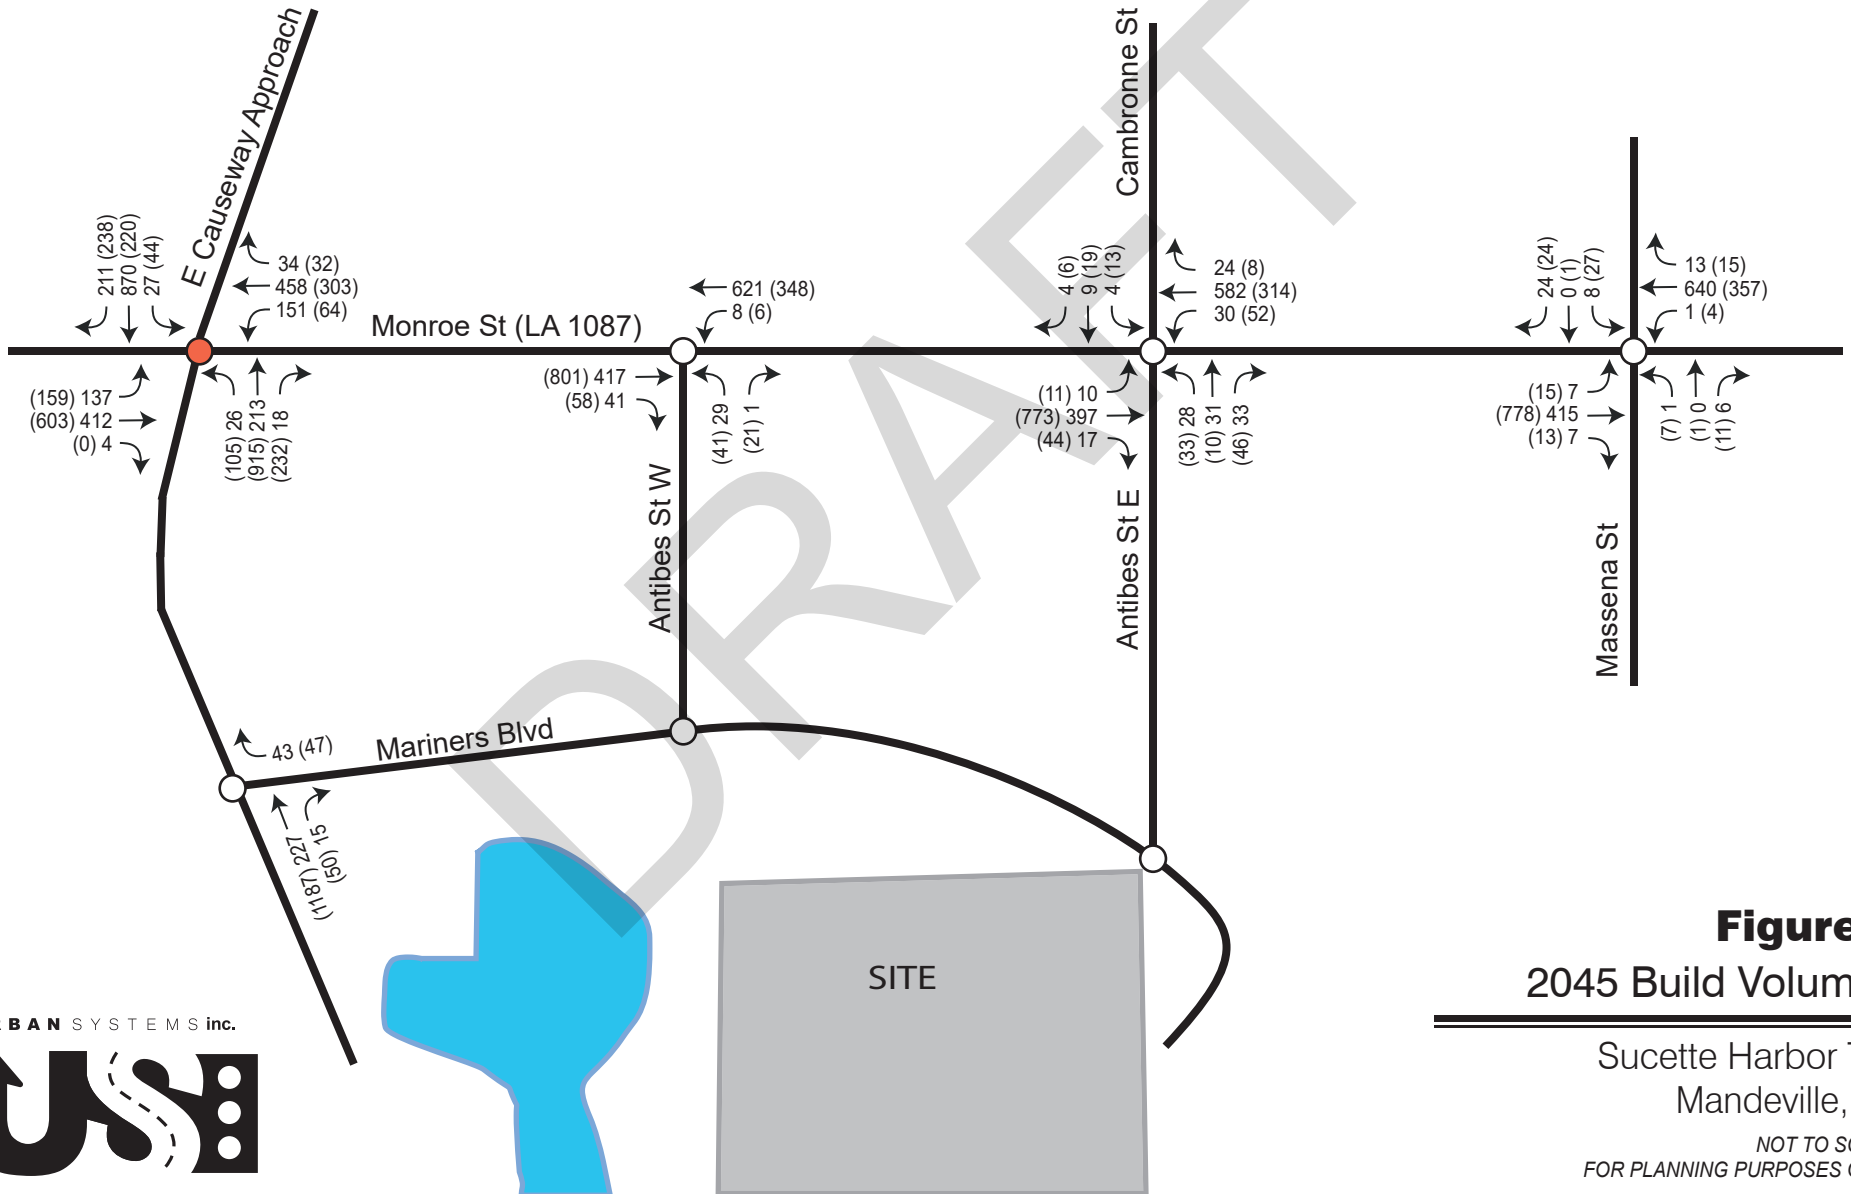 E Causeway Approach
211 (238)
870 (220)
27 (44)
34 (32)
458 (303)
151 (64)
(159) 137
(603) 412
(0) 4
(105) 26
(915) 213
(232) 18
Monroe St (LA 1087)
621 (348)
8 (6)
(801) 417
(58) 41
(41) 29
(21) 1
Antibes St W
Cambronne St
4 (6)
9 (19)
4 (13)
24 (8)
582 (314)
30 (52)
(11) 10
(773) 397
(44) 17
(33) 28
(10) 31
(46) 33
Antibes St E
24 (24)
0 (1)
8 (27)
13 (15)
640 (357)
1 (4)
(15) 7
(778) 415
(13) 7
(7) 1
(1) 0
(11) 6
Massena St
43 (47)
Mariners Blvd
(1187) 227
(50) 15
SITE
DRAFT
RBAN SYSTEMS inc.
USI
Figure
2045 Build Volum
Sucette Harbor T
Mandeville,
NOT TO SC
FOR PLANNING PURPOSES O